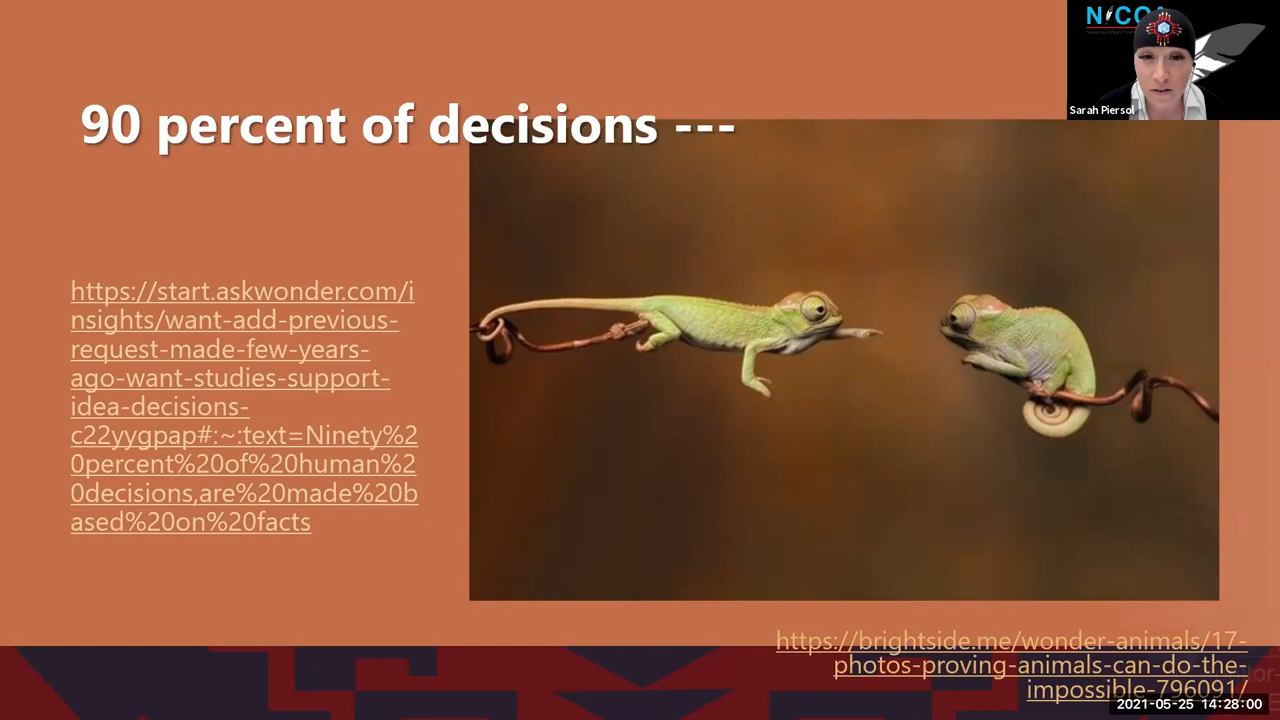 NICOA
Sarah Piersol
90 percent of decisions ---
https://start.askwonder.com/i
nsights/want-add-previous-
request-made-few-years-
ago-want-studies-support-
idea-decisions-
c22yygpap#:~:text=Ninety%2
0percent%20of%20human%2
0decisions,are%20made%20b
ased%20on%20facts
https://brightside.me/wonder-animals/17-
photos-proving-animals-can-do-the-
impossible-796091/
2021-05-25 14:28:00